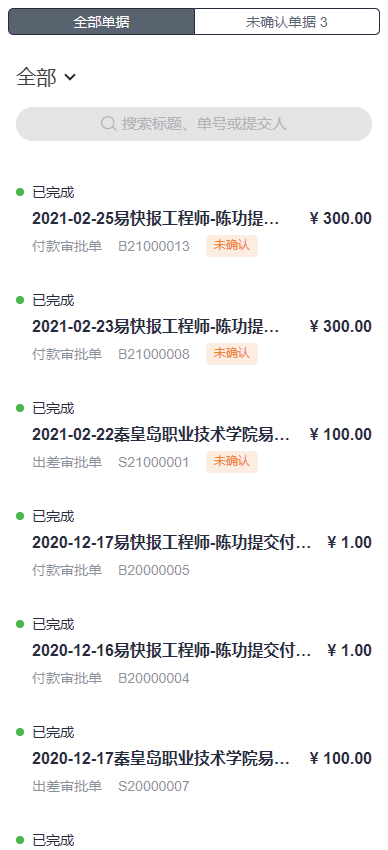 全部单据 未确认单据 3
全部
搜索标题、单号或提交人
已完成
2021-02-25易快报工程师-陈功提... ¥ 300.00
付款审批单 B21000013 未确认
已完成
2021-02-23易快报工程师-陈功提... ¥ 300.00
付款审批单 B21000008 未确认
已完成
2021-02-22秦皇岛职业技术学院易... ¥ 100.00
出差审批单 S21000001 未确认
已完成
2020-12-17易快报工程师-陈功提交付... ¥ 1.00
付款审批单 B20000005
已完成
2020-12-16易快报工程师-陈功提交付... ¥ 1.00
付款审批单 B20000004
已完成
2020-12-17秦皇岛职业技术学院易... ¥ 100.00
出差审批单 S20000007
已完成